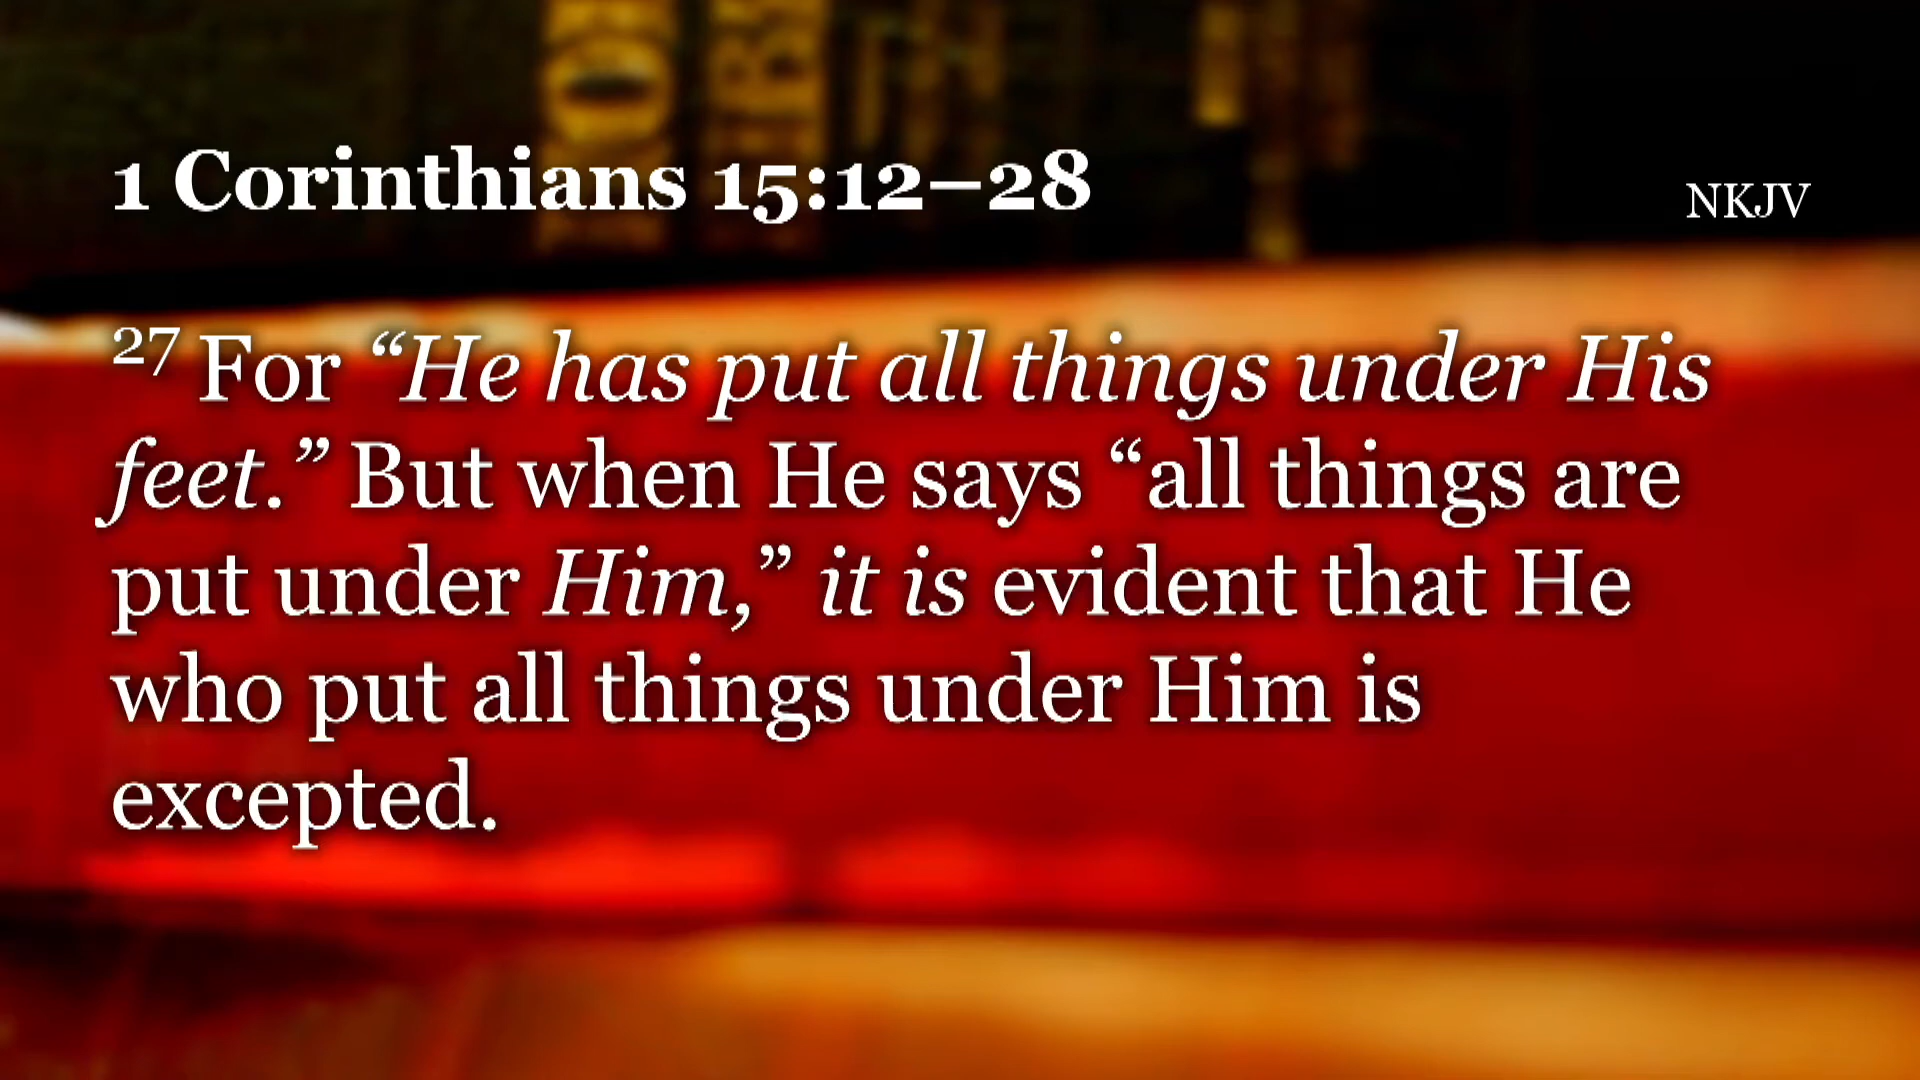 1 Corinthians 15:12–28
NKJV
27 For “He has put all things under His
feet.” But when He says “all things are
put under Him,” it is evident that He
who put all things under Him is
excepted.